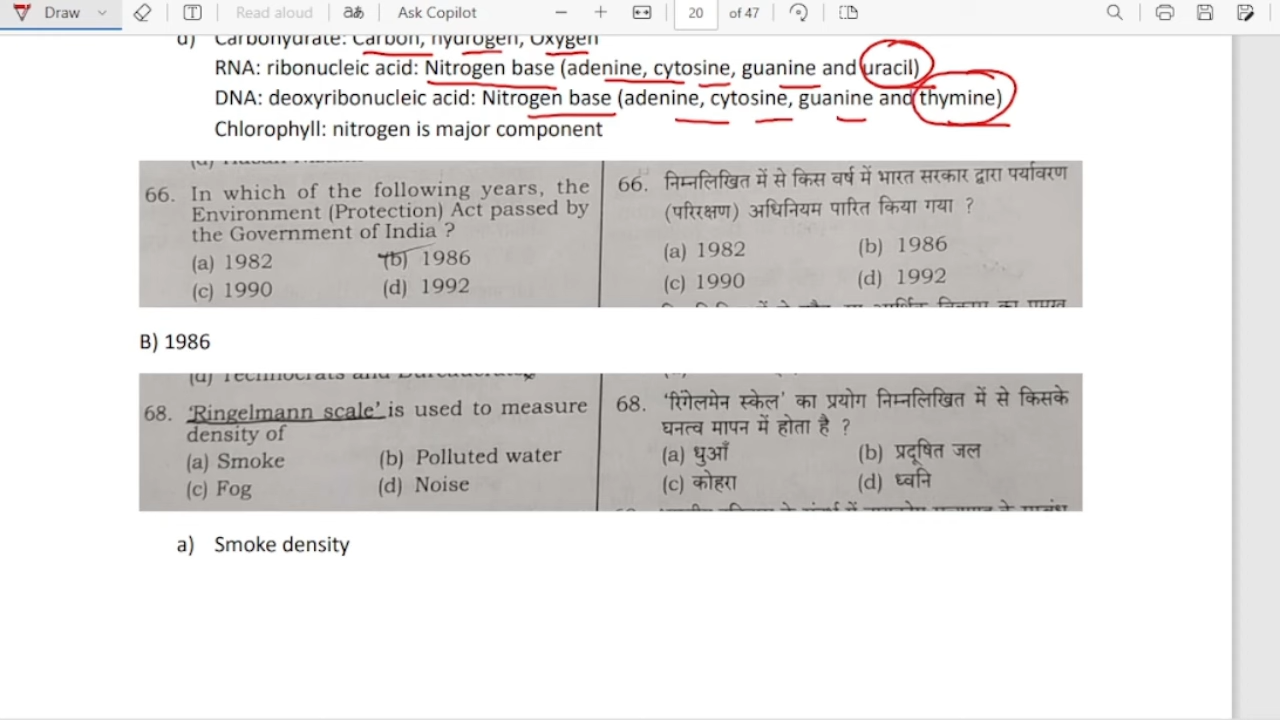 Draw
Read aloud
Ask Copilot
20 of 47
d) Carbohydrate: Carbon, hydrogen, Oxygen
RNA: ribonucleic acid: Nitrogen base (adenine, cytosine, guanine and uracil)
DNA: deoxyribonucleic acid: Nitrogen base (adenine, cytosine, guanine and thymine)
Chlorophyll: nitrogen is major component
66. In which of the following years, the
Environment (Protection) Act passed by
the Government of India ?
(a) 1982 (b) 1986
(c) 1990 (d) 1992
66. निम्नलिखित में से किस वर्ष में भारत सरकार द्वारा पर्यावरण
(परिरक्षण) अधिनियम पारित किया गया ?
(a) 1982 (b) 1986
(c) 1990 (d) 1992
B) 1986
(d) Technocrats and
68. 'Ringelmann scale' is used to measure
density of
(a) Smoke (b) Polluted water
(c) Fog (d) Noise
68. 'रिंगेलमेन स्केल' का प्रयोग निम्नलिखित में से किसके
घनत्व मापन में होता है ?
(a) धुआँ (b) प्रदूषित जल
(c) कोहरा (d) ध्वनि
a) Smoke density